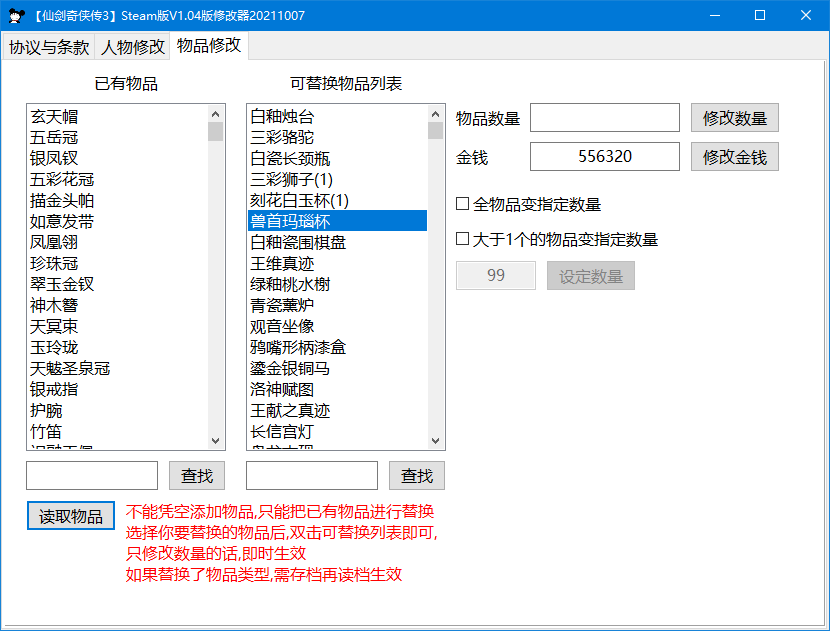 【仙剑奇侠传3】Steam版V1.04版修改器20211007
协议与条款 人物修改 物品修改
已有物品
玄天帽
五岳冠
银凤钗
五彩花冠
描金头帕
如意发带
凤凰翎
珍珠冠
翠玉金钗
神木簪
天冥束
玉玲珑
天魃圣泉冠
银戒指
护腕
竹笛
查找
可替换物品列表
白釉烛台
三彩骆驼
白瓷长颈瓶
三彩狮子(1)
刻花白玉杯(1)
兽首玛瑙杯
白釉瓷围棋盘
王维真迹
绿釉桃水榭
青瓷薰炉
观音坐像
鸦嘴形柄漆盒
鎏金银铜马
洛神赋图
王献之真迹
长信宫灯
查找
物品数量 修改数量
金钱 556320 修改金钱
全物品变指定数量
大于1个的物品变指定数量
99 设定数量
读取物品
不能凭空添加物品,只能把已有物品进行替换
选择你要替换的物品后,双击可替换列表即可,
只修改数量的话,即时生效
如果替换了物品类型,需存档再读档生效